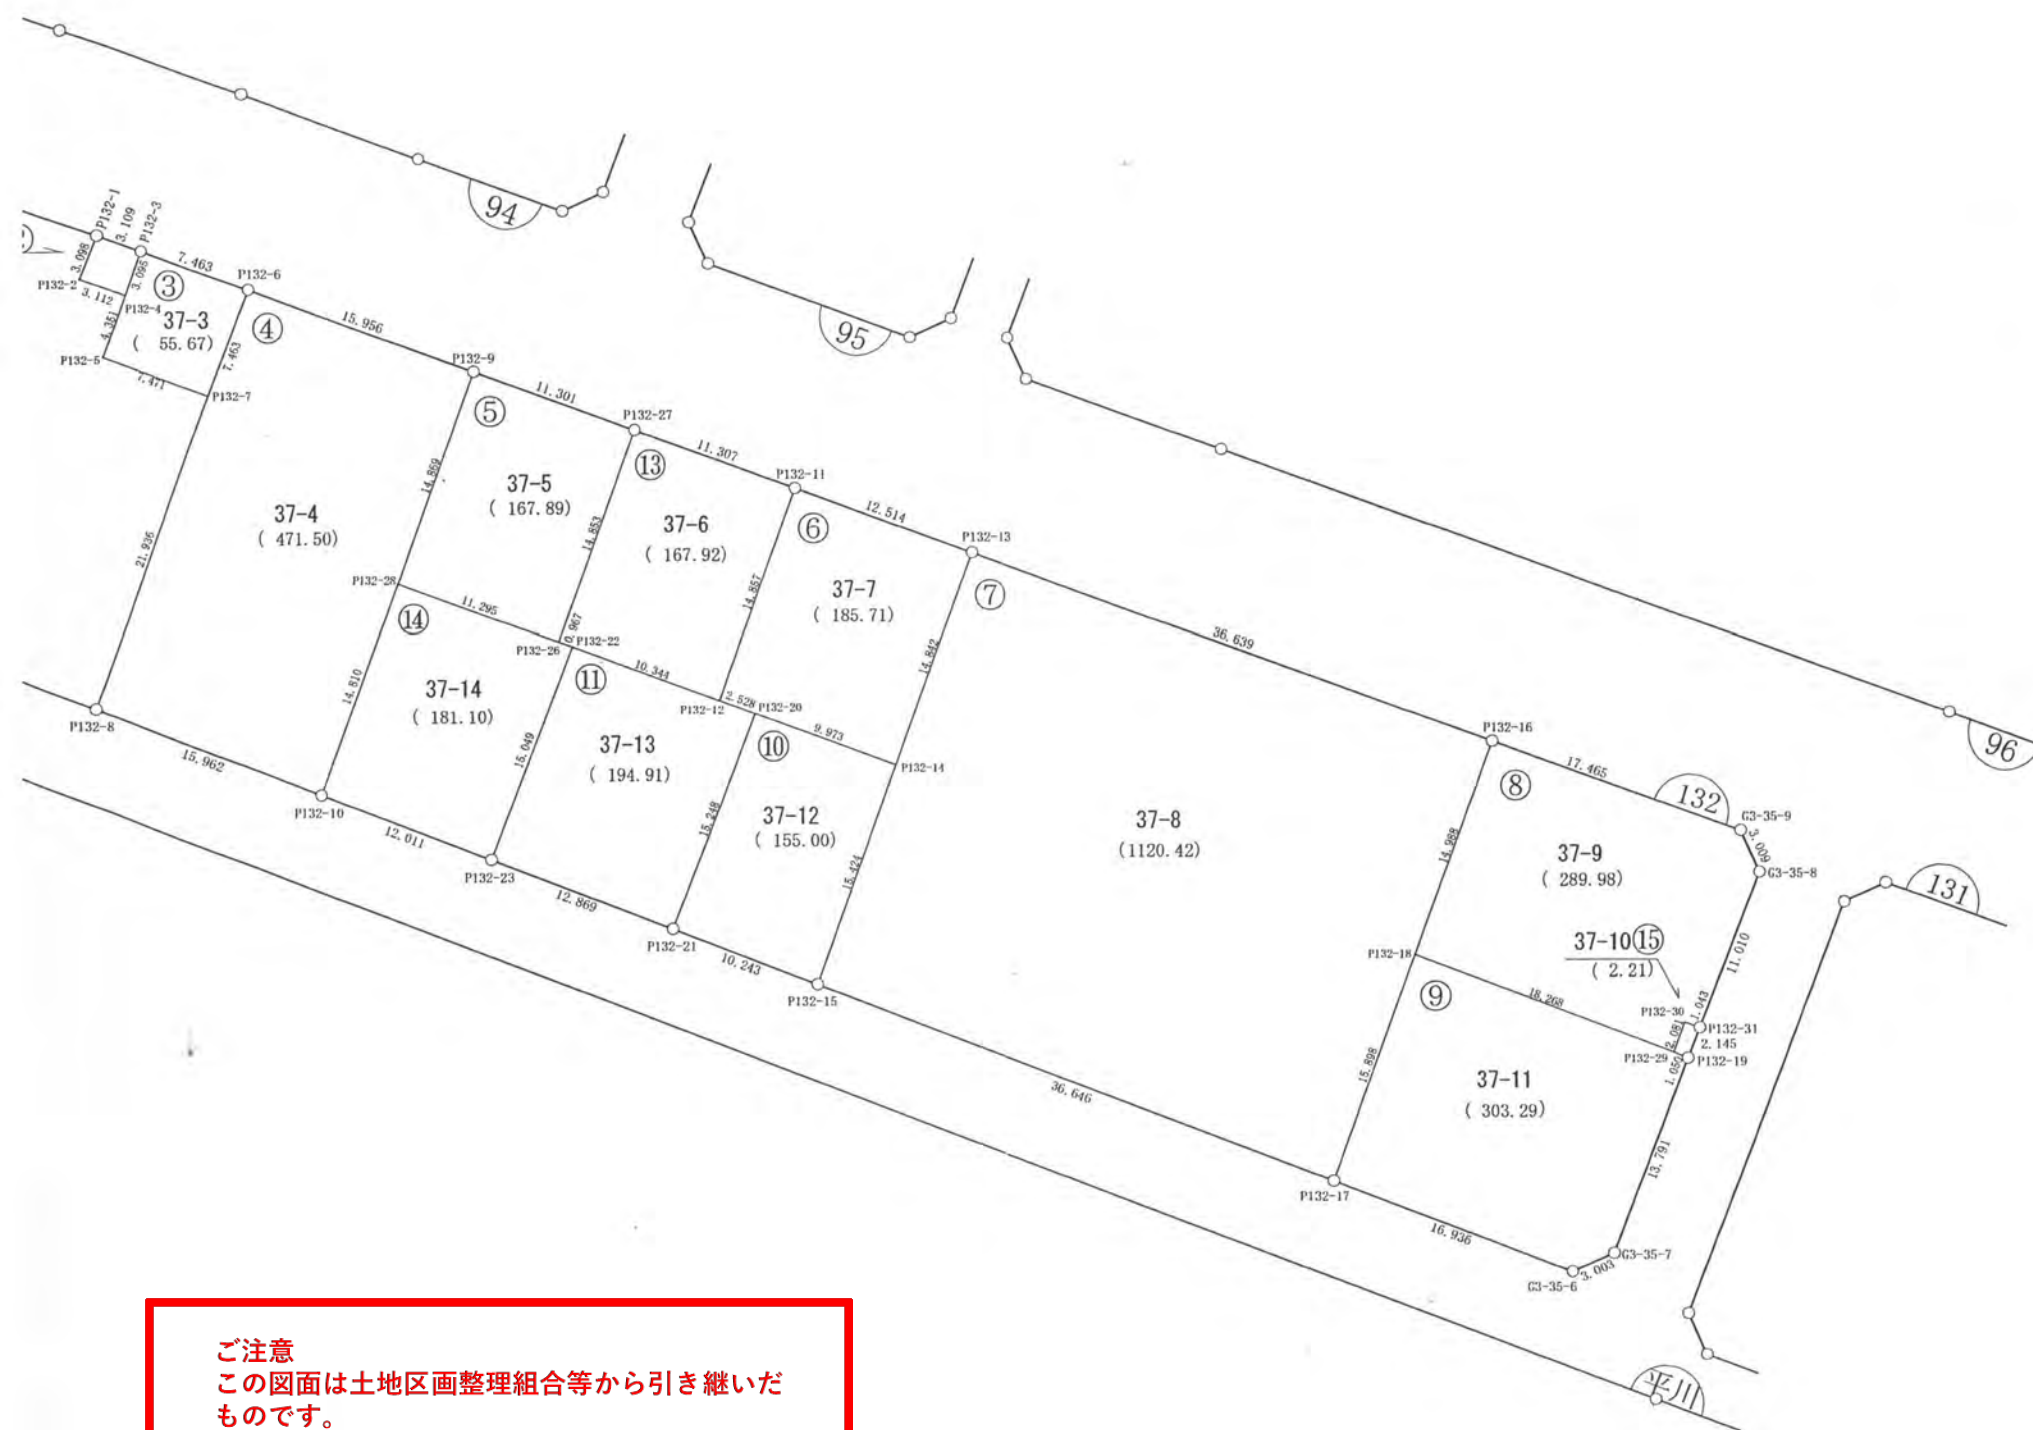 94
95
96
132
131
平川
P132-1
3.109
P132-3
3.098
3.095
7.463
P132-6
P132-2
3.112
P132-4
③
37-3
( 55.67)
4.351
P132-5
7.471
7.463
P132-7
④
15.956
P132-9
37-4
( 471.50)
21.936
14.869
P132-28
14.810
P132-8
15.962
P132-10
⑤
11.301
P132-27
37-5
( 167.89)
14.853
11.295
0.967
P132-22
P132-26
⑬
11.307
P132-11
37-6
( 167.92)
14.857
10.344
P132-12
2.528
P132-20
⑥
12.514
P132-13
37-7
( 185.71)
14.842
9.973
P132-14
⑭
37-14
( 181.10)
15.049
12.011
P132-23
⑪
37-13
( 194.91)
15.248
12.869
P132-21
⑩
37-12
( 155.00)
15.424
10.243
P132-15
⑦
36.639
P132-16
37-8
(1120.42)
14.988
P132-18
15.898
36.646
P132-17
⑧
17.465
G3-35-9
3.009
G3-35-8
37-9
( 289.98)
11.010
37-10⑮
( 2.21)
18.268
P132-30
1.043
P132-31
2.081
2.145
P132-29
P132-19
1.050
⑨
37-11
( 303.29)
13.791
16.936
G3-35-7
3.003
G3-35-6
ご注意
この図面は土地区画整理組合等から引き継いだ
ものです。